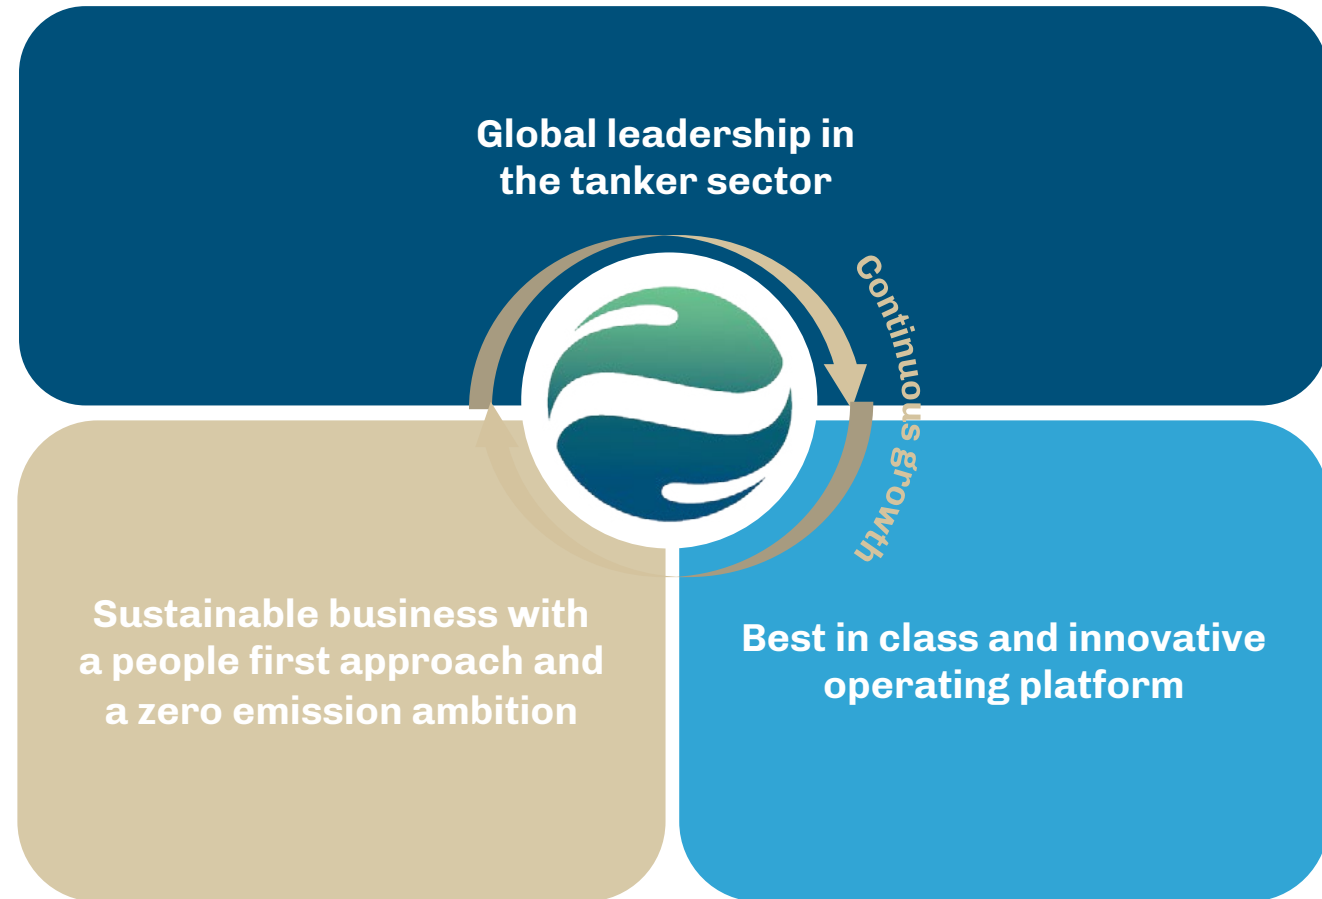 Global leadership in
the tanker sector
Continuous growth
Sustainable business with
a people first approach and
a zero emission ambition
Best in class and innovative
operating platform